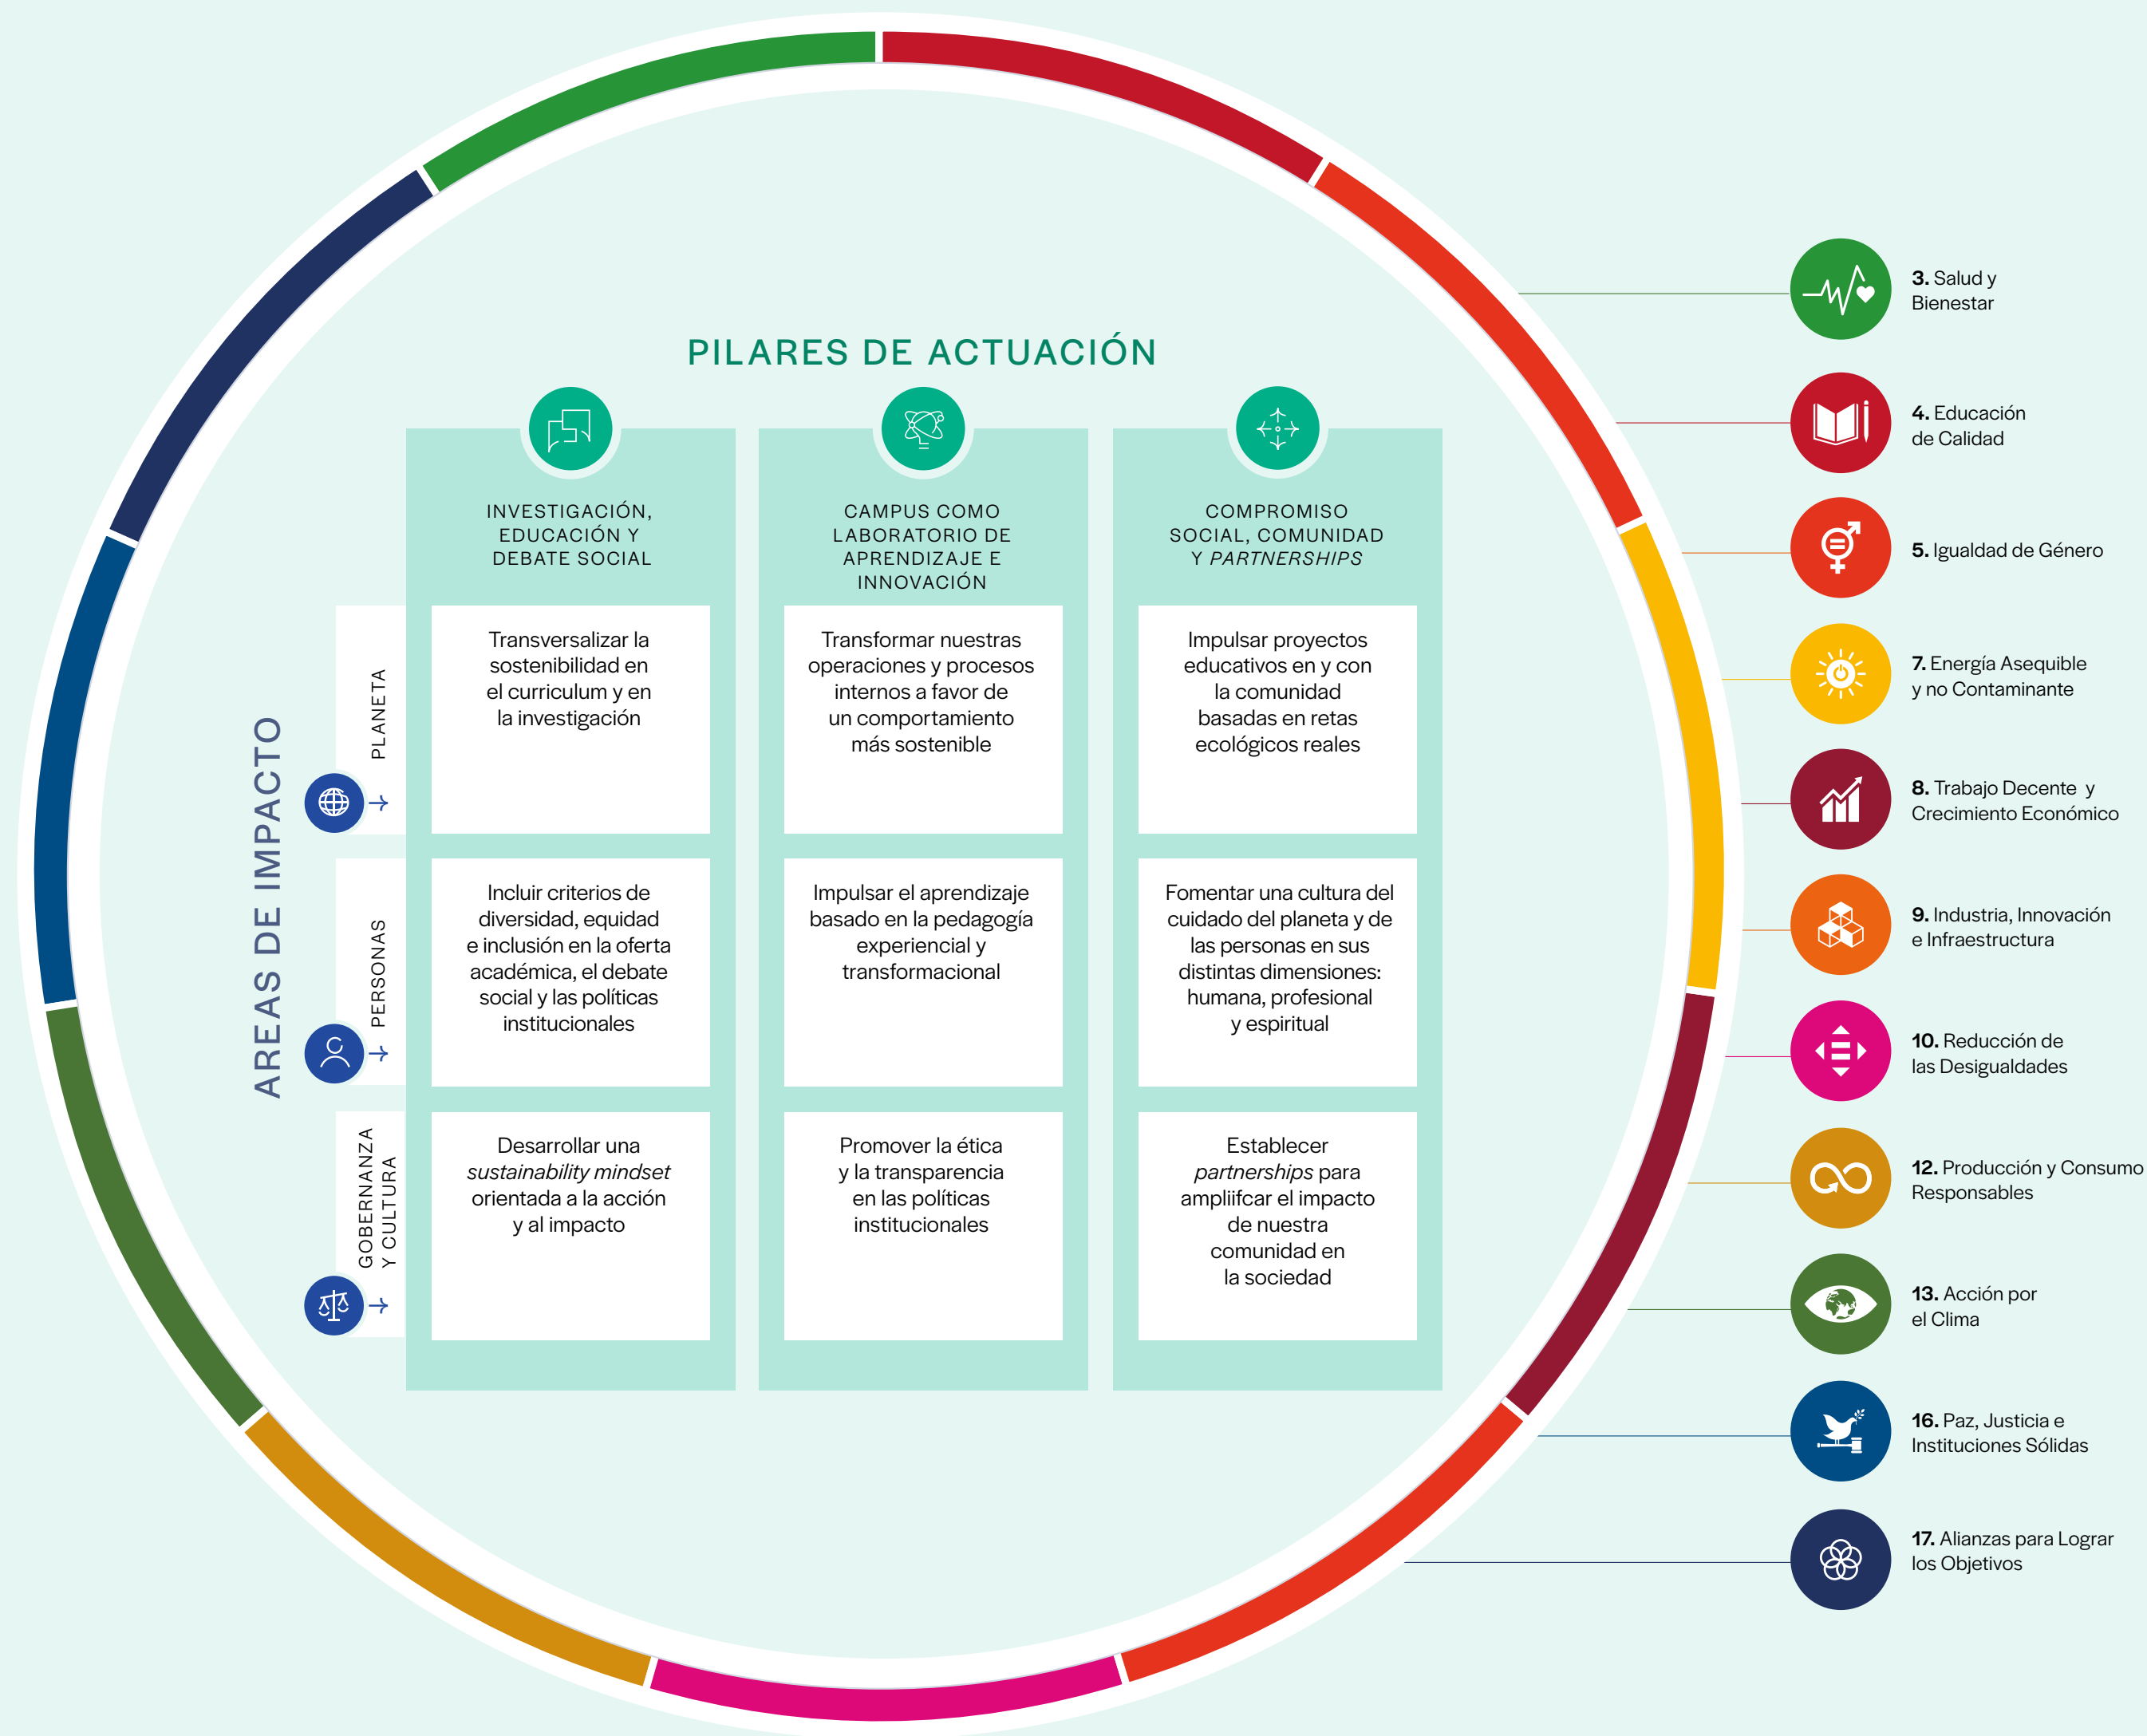 PILARES DE ACTUACIÓN
INVESTIGACIÓN,
EDUCACIÓN Y
DEBATE SOCIAL
CAMPUS COMO
LABORATORIO DE
APRENDIZAJE E
INNOVACIÓN
COMPROMISO
SOCIAL, COMUNIDAD
Y PARTNERSHIPS
AREAS DE IMPACTO
PLANETA
Transversalizar la
sostenibilidad en
el curriculum y en
la investigación
Transformar nuestras
operaciones y procesos
internos a favor de
un comportamiento
más sostenible
Impulsar proyectos
educativos en y con
la comunidad
basadas en retas
ecológicos reales
PERSONAS
Incluir criterios de
diversidad, equidad
e inclusión en la oferta
académica, el debate
social y las políticas
institucionales
Impulsar el aprendizaje
basado en la pedagogía
experiencial y
transformacional
Fomentar una cultura del
cuidado del planeta y de
las personas en sus
distintas dimensiones:
humana, profesional
y espiritual
GOBERNANZA
Y CULTURA
Desarrollar una
sustainability mindset
orientada a la acción
y al impacto
Promover la ética
y la transparencia
en las políticas
institucionales
Establecer
partnerships para
ampliifcar el impacto
de nuestra
comunidad en
la sociedad
3. Salud y
Bienestar
4. Educación
de Calidad
5. Igualdad de Género
7. Energía Asequible
y no Contaminante
8. Trabajo Decente y
Crecimiento Económico
9. Industria, Innovación
e Infraestructura
10. Reducción de
las Desigualdades
12. Producción y Consumo
Responsables
13. Acción por
el Clima
16. Paz, Justicia e
Instituciones Sólidas
17. Alianzas para Lograr
los Objetivos